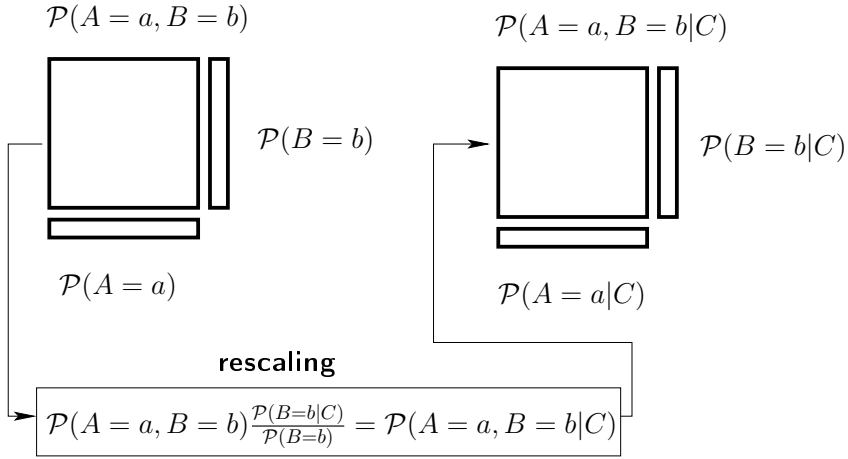 𝒫(A = a, B = b)
𝒫(A = a, B = b|C)
𝒫(B = b)
𝒫(B = b|C)
𝒫(A = a)
𝒫(A = a|C)
rescaling
𝒫(A = a, B = b) 𝒫(B=b|C)/𝒫(B=b) = 𝒫(A = a, B = b|C)